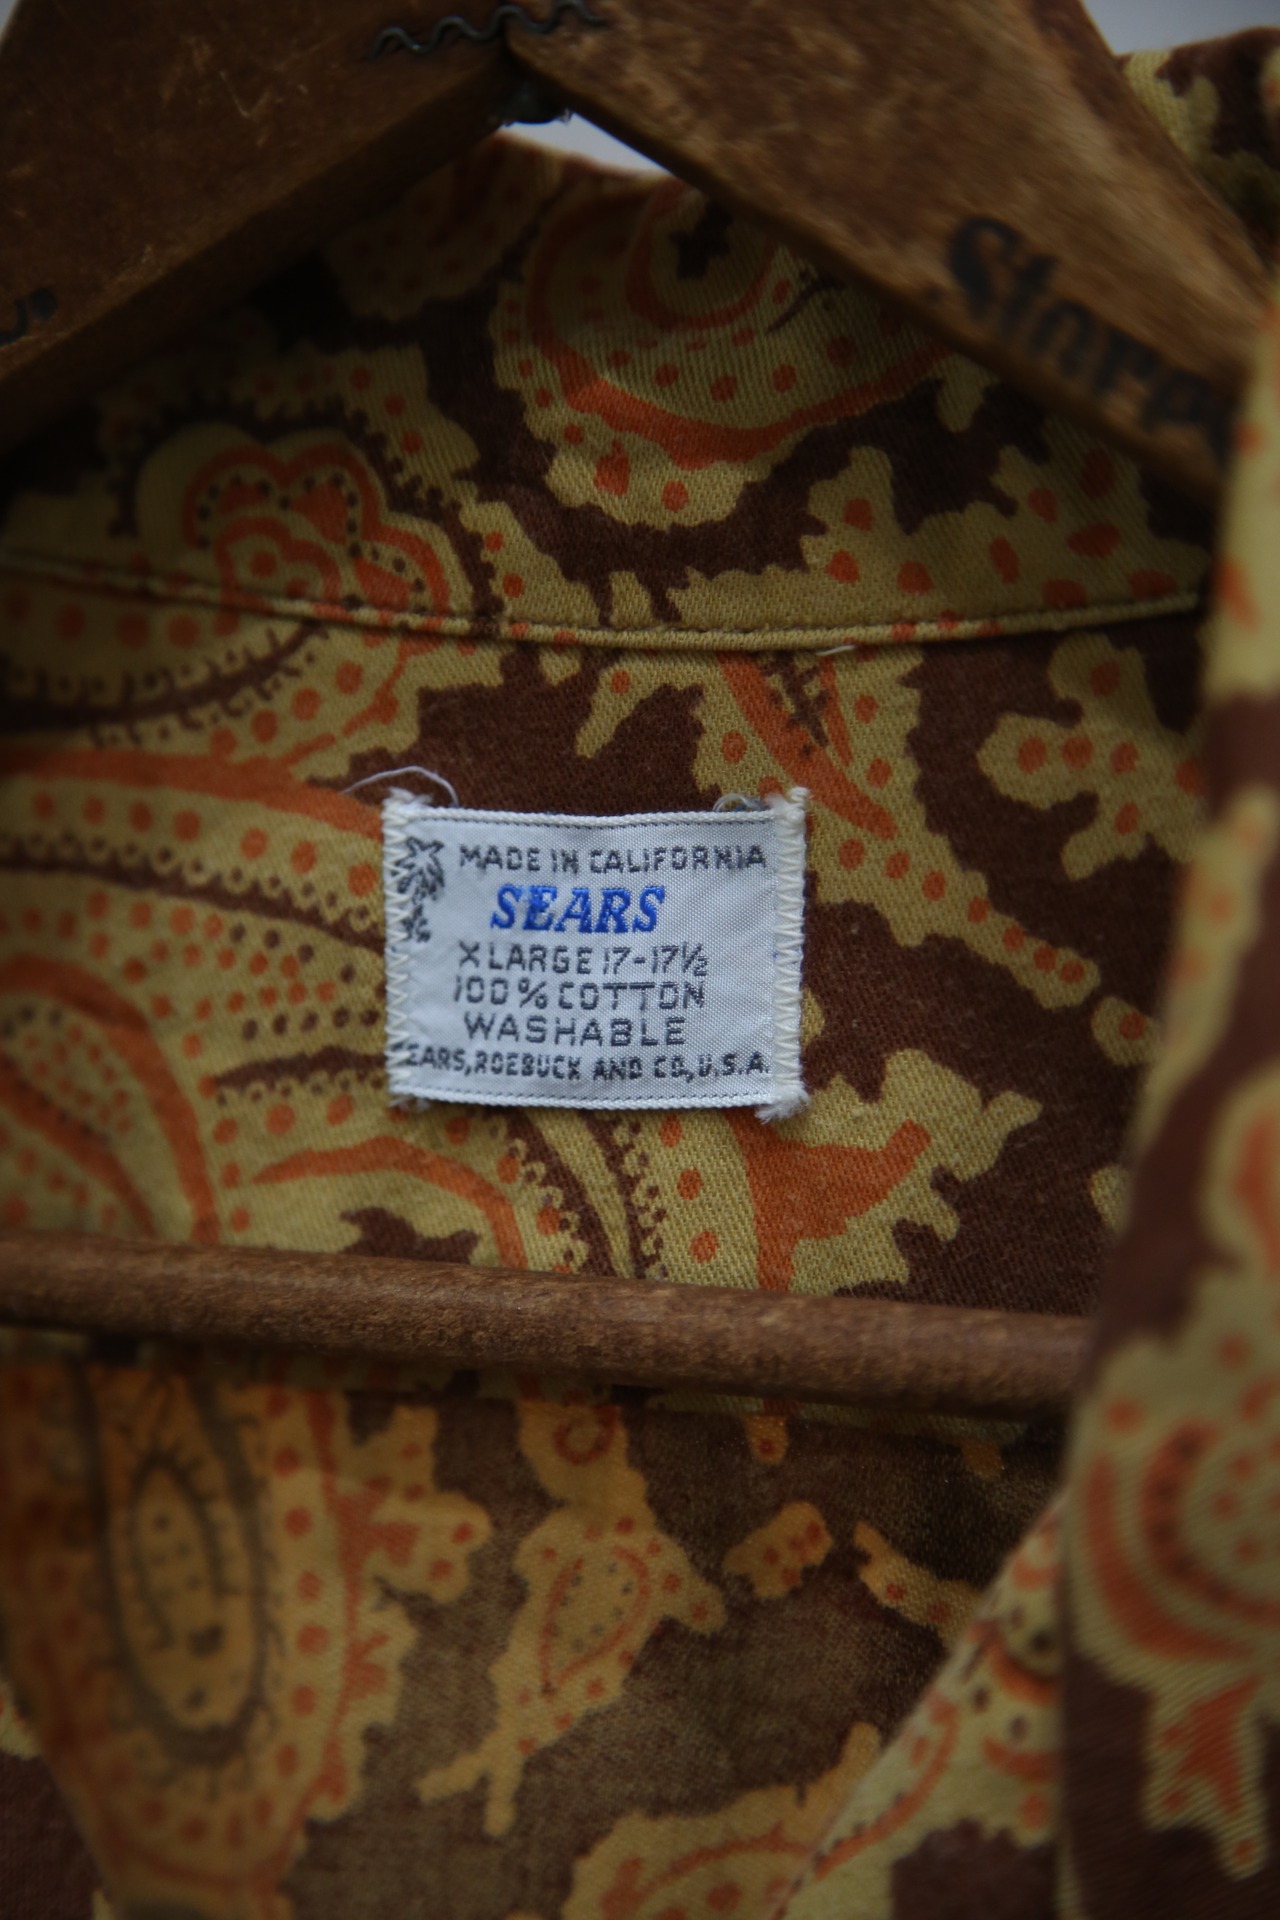 MADE IN CALIFORNIA
SEARS
X LARGE 17-17½
100% COTTON
WASHABLE
EARS, ROEBUCK AND CO., U.S.A.